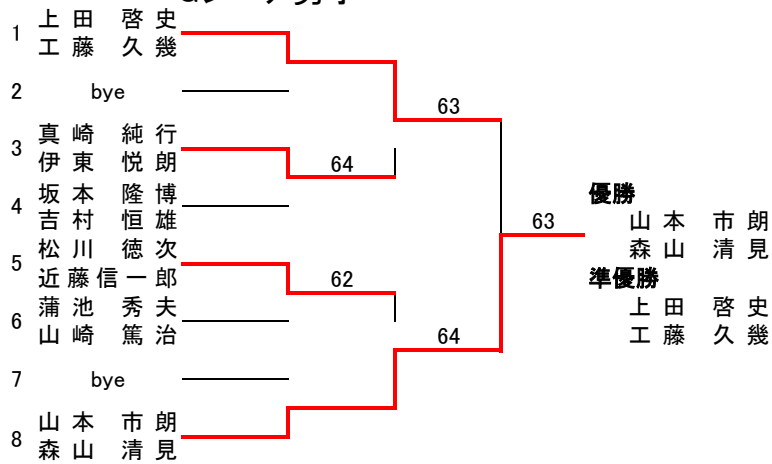 1 上田 啓史
工藤 久幾
2 bye
63
3 真崎 純行
伊東 悦朗
64
4 坂本 隆博
吉村 恒雄
5 松川 徳次
近藤信一郎
62
6 蒲池 秀夫
山崎 篤治
64
7 bye
8 山本 市朗
森山 清見
63
優勝
山本 市朗
森山 清見
準優勝
上田 啓史
工藤 久幾